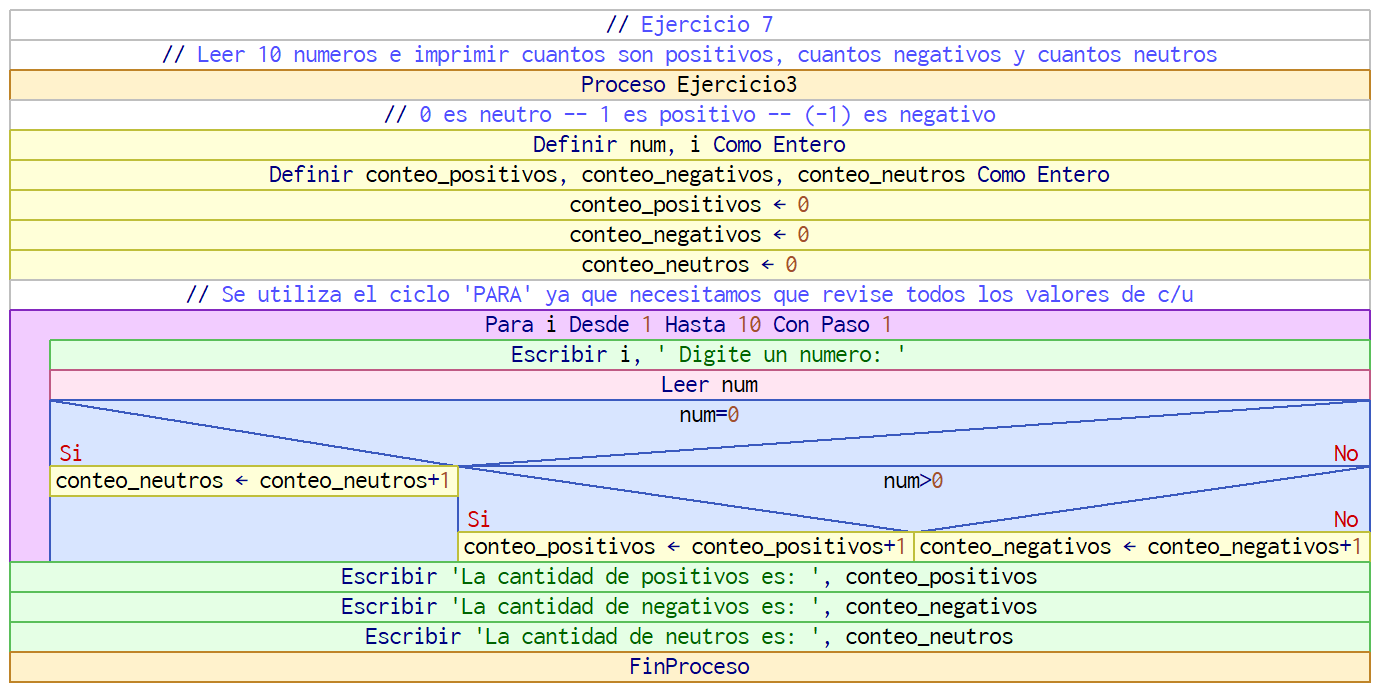 // Ejercicio 7
// Leer 10 numeros e imprimir cuantos son positivos, cuantos negativos y cuantos neutros
Proceso Ejercicio3
// 0 es neutro -- 1 es positivo -- (-1) es negativo
Definir num, i Como Entero
Definir conteo_positivos, conteo_negativos, conteo_neutros Como Entero
conteo_positivos ← 0
conteo_negativos ← 0
conteo_neutros ← 0
// Se utiliza el ciclo 'PARA' ya que necesitamos que revise todos los valores de c/u
Para i Desde 1 Hasta 10 Con Paso 1
Escribir i, ' Digite un numero: '
Leer num
num=0
Si No
conteo_neutros ← conteo_neutros+1 num>0
Si No
conteo_positivos ← conteo_positivos+1 conteo_negativos ← conteo_negativos+1
Escribir 'La cantidad de positivos es: ', conteo_positivos
Escribir 'La cantidad de negativos es: ', conteo_negativos
Escribir 'La cantidad de neutros es: ', conteo_neutros
FinProceso